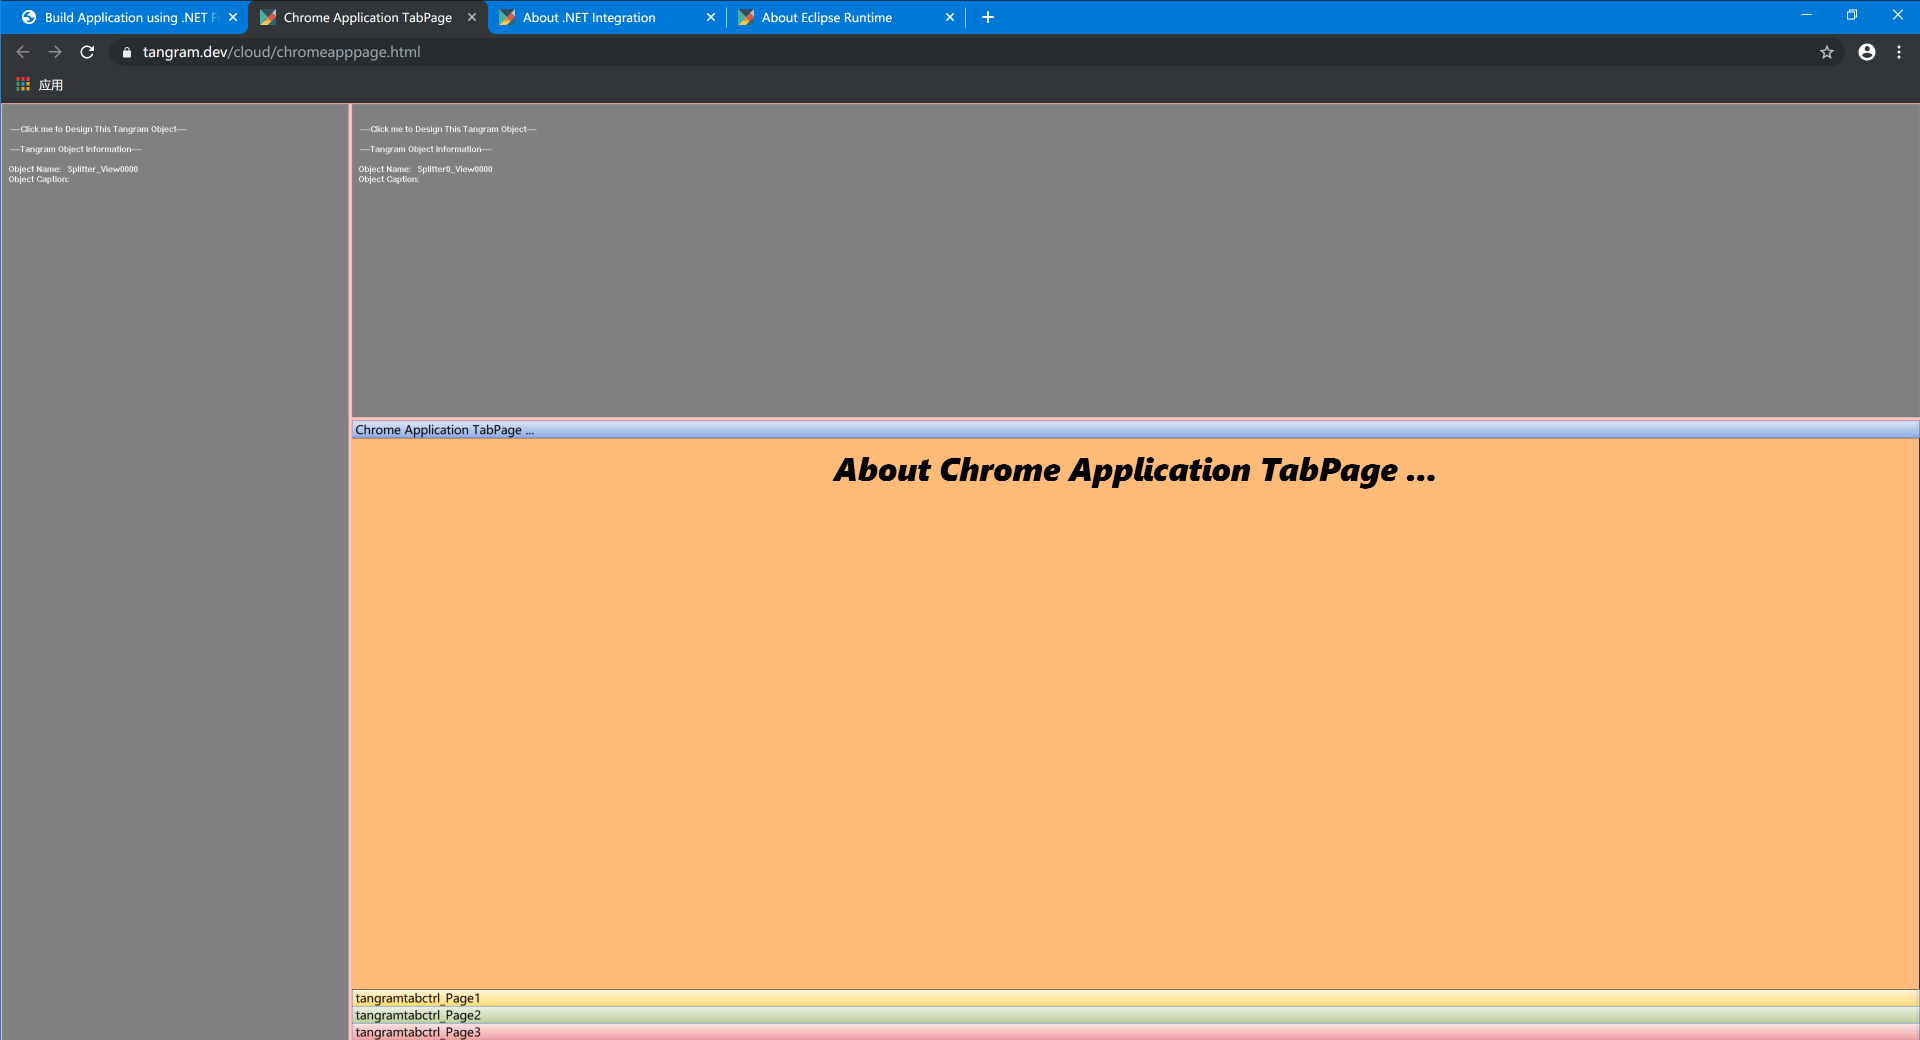 Build Application using .NET F
Chrome Application TabPage
About .NET Integration
About Eclipse Runtime
tangram.dev/cloud/chromeapppage.html
应用
---Click me to Design This Tangram Object---
---Tangram Object Information---
Object Name: Splitter_View0000
Object Caption:
---Click me to Design This Tangram Object---
---Tangram Object Information---
Object Name: Splitter0_View0000
Object Caption:
Chrome Application TabPage ...
About Chrome Application TabPage ...
tangramtabctrl_Page1
tangramtabctrl_Page2
tangramtabctrl_Page3